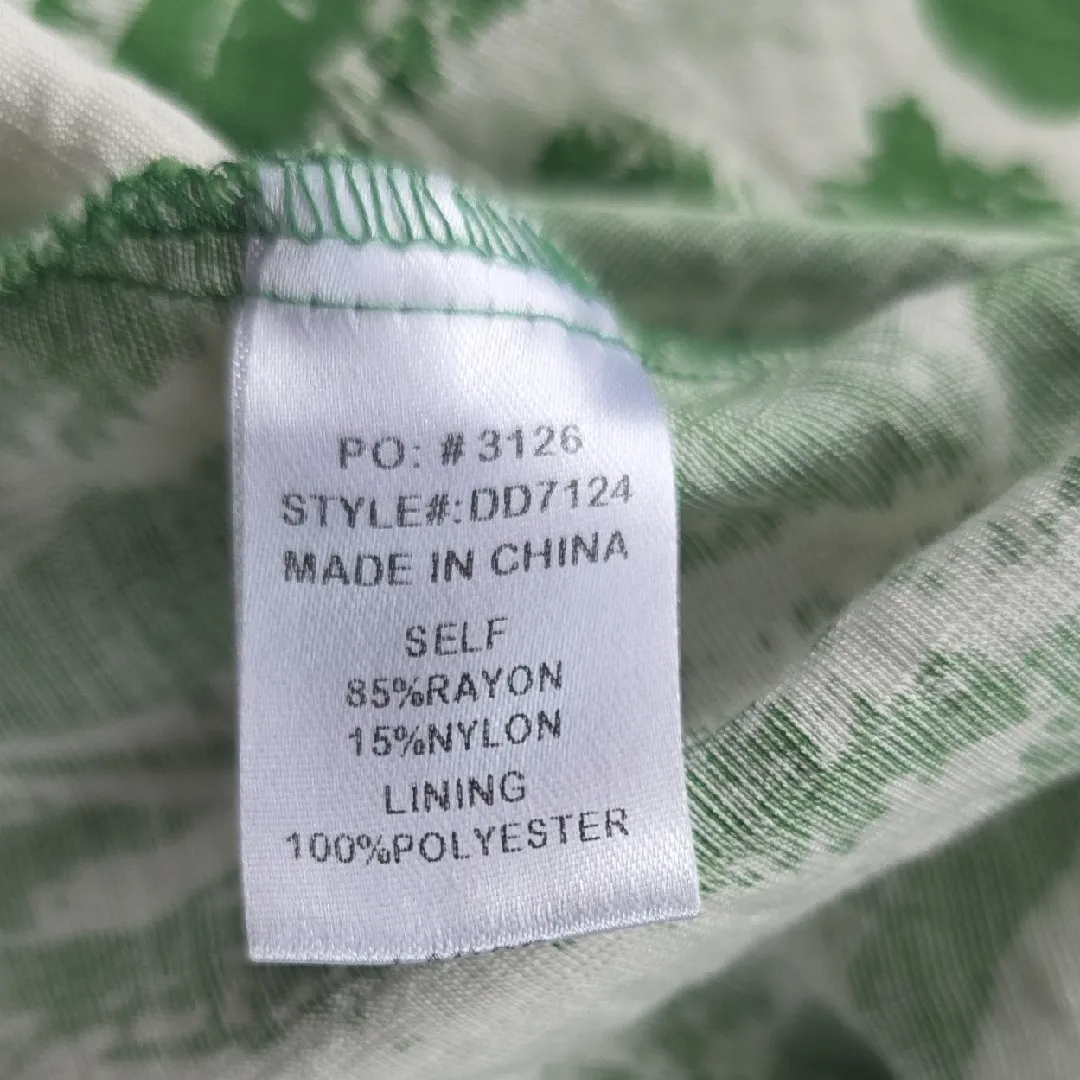 PO: #3126
STYLE#:DD7124
MADE IN CHINA
SELF
85%RAYON
15%NYLON
LINING
100%POLYESTER